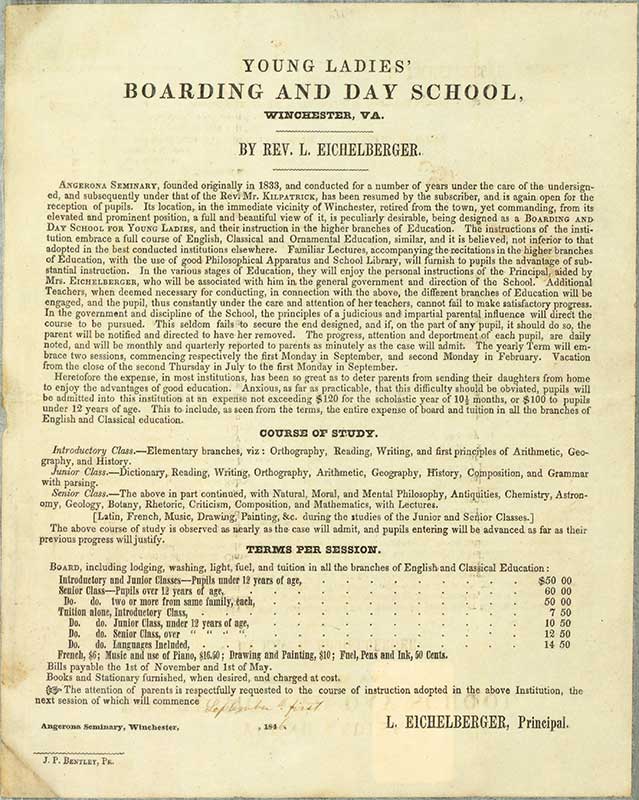 YOUNG LADIES'
BOARDING AND DAY SCHOOL,
WINCHESTER, VA.
BY REV. L. EICHELBERGER.
ANGERONA SEMINARY, founded originally in 1833, and conducted for a number of years under the care of the undersign-
ed, and subsequently under that of the Rev. Mr. KILPATRICK, has been resumed by the subscriber, and is again open for the
reception of pupils. Its location, in the immediate vicinity of Winchester, retired from the town, yet commanding, from its
elevated and prominent position, a full and beautiful view of it, is peculiarly desirable, being designed as a BOARDING AND
DAY SCHOOL FOR YOUNG LADIES, and their instruction in the higher branches of Education. The instructions of the insti-
tution embrace a full course of English, Classical and Ornamental Education, similar, and it is believed, not inferior to that
adopted in the best conducted institutions elsewhere. Familiar Lectures, accompanying the recitations in the higher branches
of Education, with the use of good Philosophical Apparatus and School Library, will furnish to pupils the advantage of sub-
stantial instruction. In the various stages of Education, they will enjoy the personal instructions of the Principal, aided by
MRS. EICHELBERGER, who will be associated with him in the general government and direction of the School. Additional
Teachers, when deemed necessary for conducting, in connection with the above, the different branches of Education will be
engaged, and the pupil, thus constantly under the care and attention of her teachers, cannot fail to make satisfactory progress.
In the government and discipline of the School, the principles of a judicious and impartial parental influence will direct the
course to be pursued. This seldom fails to secure the end designed, and if, on the part of any pupil, it should do so, the
parent will be notified and directed to have her removed. The progress, attention and deportment of each pupil, are daily
noted, and will be monthly and quarterly reported to parents as minutely as the case will admit. The yearly Term will em-
brace two sessions, commencing respectively the first Monday in September, and second Monday in February. Vacation
from the close of the second Thursday in July to the first Monday in September.
Heretofore the expense, in most institutions, has been so great as to deter parents from sending their daughters from home
to enjoy the advantages of good education. Anxious, as far as practicable, that this difficulty should be obviated, pupils will
be admitted into this institution at an expense not exceeding $120 for the scholastic year of 10½ months, or $100 to pupils
under 12 years of age. This to include, as seen from the terms, the entire expense of board and tuition in all the branches of
English and Classical education.
COURSE OF STUDY.
Introductory Class.—Elementary branches, viz: Orthography, Reading, Writing, and first principles of Arithmetic, Geo-
graphy, and History.
Junior Class.—Dictionary, Reading, Writing, Orthography, Arithmetic, Geography, History, Composition, and Grammar
with parsing.
Senior Class.—The above in part continued, with Natural, Moral, and Mental Philosophy, Antiquities, Chemistry, Astron-
omy, Geology, Botany, Rhetoric, Criticism, Composition, and Mathematics, with Lectures.
[Latin, French, Music, Drawing, Painting, &c. during the studies of the Junior and Senior Classes.]
The above course of study is observed as nearly as the case will admit, and pupils entering will be advanced as far as their
previous progress will justify.
TERMS PER SESSION.
BOARD, including lodging, washing, light, fuel, and tuition in all the branches of English and Classical Education:
Introductory and Junior Classes—Pupils under 12 years of age, $50 00
Senior Class—Pupils over 12 years of age, 60 00
Do. do. two or more from same family, each, 50 00
Tuition alone, Introductory Class, 7 50
Do. do. Junior Class, under 12 years of age, 10 50
Do. do. Senior Class, over " " " " 12 50
Do. do. Languages Included, 14 50
French, $6; Music and use of Piano, $16.50; Drawing and Painting, $10; Fuel, Pens and Ink, 50 Cents.
Bills payable the 1st of November and 1st of May.
Books and Stationary furnished, when desired, and charged at cost.
☞ The attention of parents is respectfully requested to the course of instruction adopted in the above Institution, the
next session of which will commence September first
Angerona Seminary, Winchester, , 184 L. EICHELBERGER, Principal.
J. P. BENTLEY, PR.